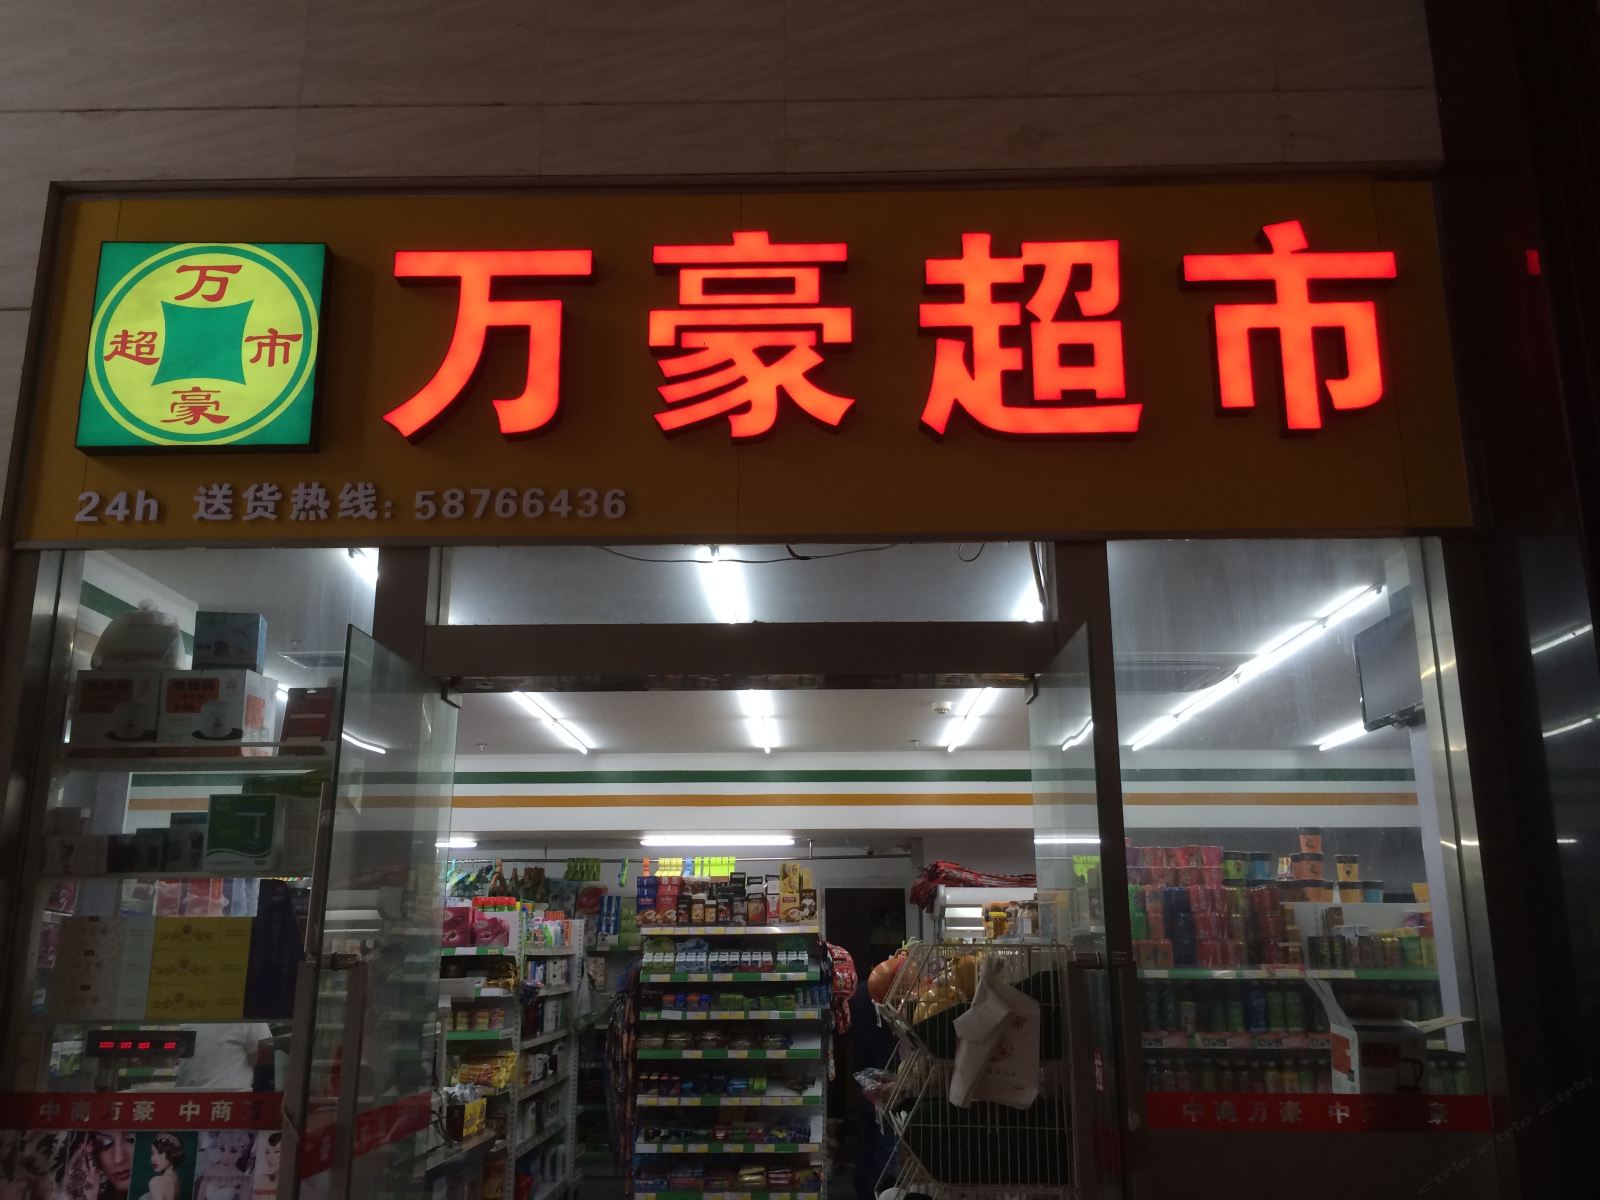 万
超 市
豪
万豪超市
24h 送货热线: 58766436
中商万豪 中商万
中商万豪 中
豪